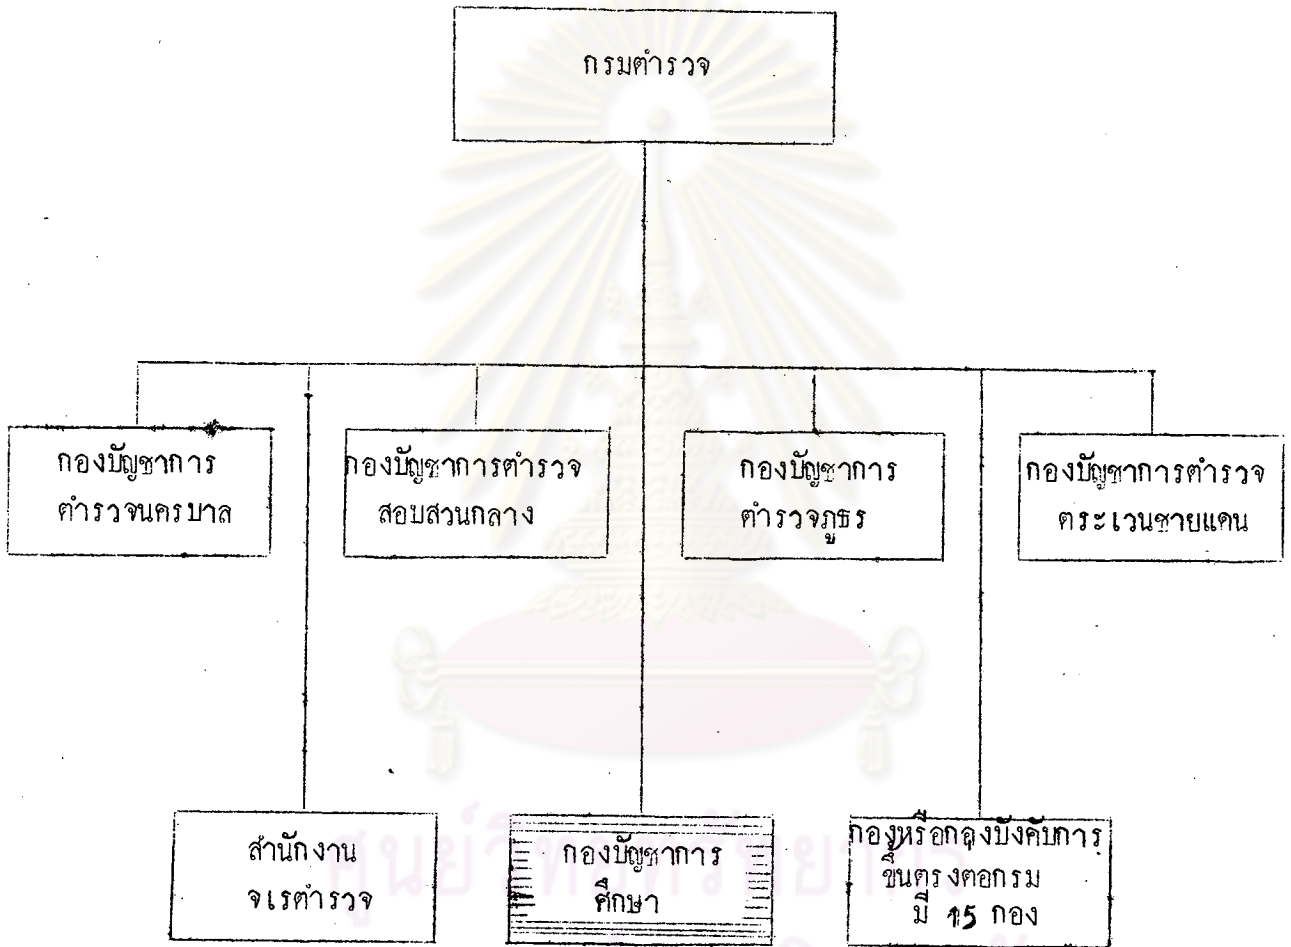 กรมตำรวจ
กองบัญชาการ
ตำรวจนครบาล
กองบัญชาการตำรวจ
สอบสวนกลาง
กองบัญชาการ
ตำรวจภูธร
กองบัญชาการตำรวจ
ตระเวนชายแดน
สำนักงาน
จเรตำรวจ
กองบัญชาการ
ศึกษา
กองหรือกองบังคับการ
ขึ้นตรงตอกรม
มี 15 กอง